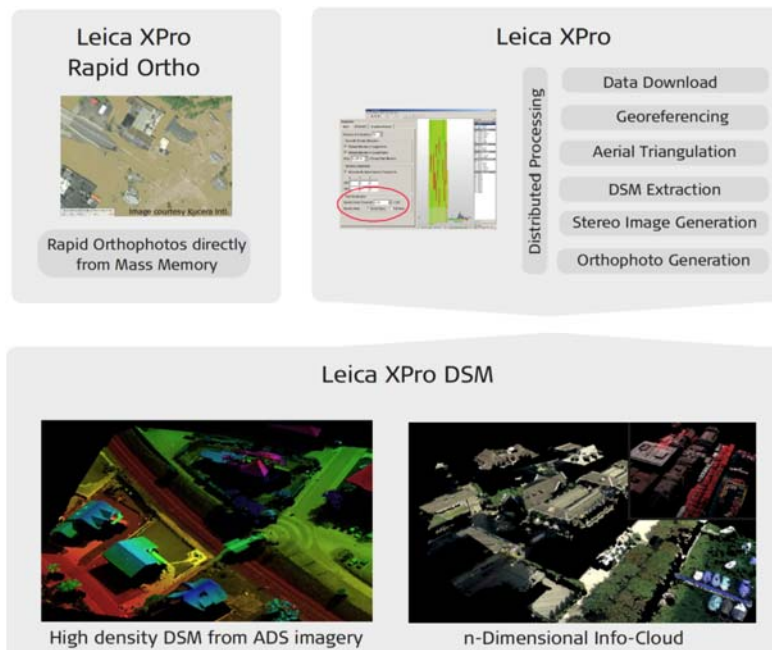 Leica XPro
Rapid Ortho
Image courtesy Kucera Intl.
Rapid Orthophotos directly
from Mass Memory
Leica XPro
Distributed Processing
Data Download
Georeferencing
Aerial Triangulation
DSM Extraction
Stereo Image Generation
Orthophoto Generation
Leica XPro DSM
High density DSM from ADS imagery
n-Dimensional Info-Cloud